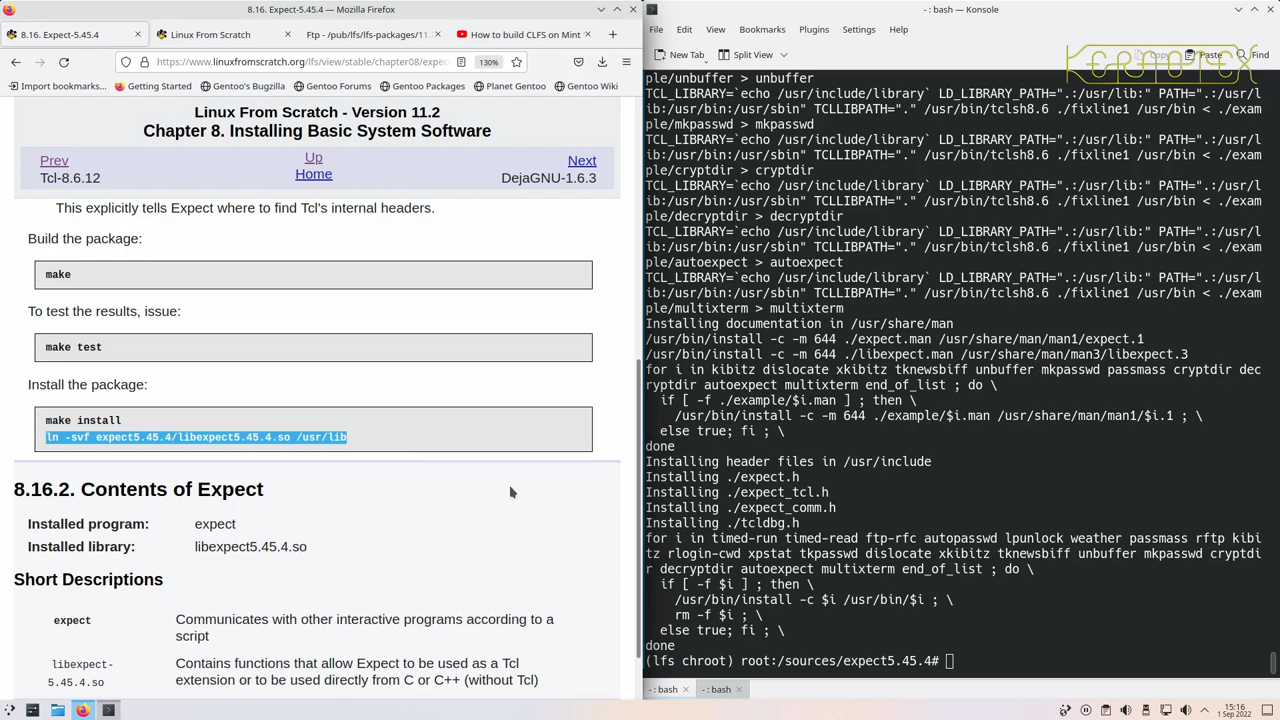 8.16. Expect-5.45.4 — Mozilla Firefox
8.16. Expect-5.45.4
Linux From Scratch
Ftp - /pub/lfs/lfs-packages/11.
How to build CLFS on Mint
https://www.linuxfromscratch.org/lfs/view/stable/chapter08/expec
110%
Import bookmarks...
Getting Started
Gentoo's Bugzilla
Gentoo Forums
Gentoo Packages
Planet Gentoo
Gentoo Wiki
Linux From Scratch - Version 11.2
Chapter 8. Installing Basic System Software
Prev
Up
Next
Tcl-8.6.12
Home
DejaGNU-1.6.3
This explicitly tells Expect where to find Tcl's internal headers.
Build the package:
make
To test the results, issue:
make test
Install the package:
make install
ln -svf expect5.45.4/libexpect5.45.4.so /usr/lib
8.16.2. Contents of Expect
Installed program: expect
Installed library: libexpect5.45.4.so
Short Descriptions
expect
Communicates with other interactive programs according to a
script
libexpect-
5.45.4.so
Contains functions that allow Expect to be used as a Tcl
extension or to be used directly from C or C++ (without Tcl)
- : bash — Konsole
File Edit View Bookmarks Plugins Settings Help
New Tab
Split View
Copy
Paste
Find
KERNOTEX
ple/unbuffer > unbuffer
TCL_LIBRARY=`echo /usr/include/library` LD_LIBRARY_PATH=".:/usr/lib:" PATH=".:/usr/l
ib:/usr/bin:/usr/sbin" TCLLIBPATH="." /usr/bin/tclsh8.6 ./fixline1 /usr/bin < ./exam
ple/mkpasswd > mkpasswd
TCL_LIBRARY=`echo /usr/include/library` LD_LIBRARY_PATH=".:/usr/lib:" PATH=".:/usr/l
ib:/usr/bin:/usr/sbin" TCLLIBPATH="." /usr/bin/tclsh8.6 ./fixline1 /usr/bin < ./exam
ple/cryptdir > cryptdir
TCL_LIBRARY=`echo /usr/include/library` LD_LIBRARY_PATH=".:/usr/lib:" PATH=".:/usr/l
ib:/usr/bin:/usr/sbin" TCLLIBPATH="." /usr/bin/tclsh8.6 ./fixline1 /usr/bin < ./exam
ple/decryptdir > decryptdir
TCL_LIBRARY=`echo /usr/include/library` LD_LIBRARY_PATH=".:/usr/lib:" PATH=".:/usr/l
ib:/usr/bin:/usr/sbin" TCLLIBPATH="." /usr/bin/tclsh8.6 ./fixline1 /usr/bin < ./exam
ple/autoexpect > autoexpect
TCL_LIBRARY=`echo /usr/include/library` LD_LIBRARY_PATH=".:/usr/lib:" PATH=".:/usr/l
ib:/usr/bin:/usr/sbin" TCLLIBPATH="." /usr/bin/tclsh8.6 ./fixline1 /usr/bin < ./exam
ple/multixterm > multixterm
Installing documentation in /usr/share/man
/usr/bin/install -c -m 644 ./expect.man /usr/share/man/man1/expect.1
/usr/bin/install -c -m 644 ./libexpect.man /usr/share/man/man3/libexpect.3
for i in kibitz dislocate xkibitz tknewsbiff unbuffer mkpasswd passmass cryptdir dec
ryptdir autoexpect multixterm end_of_list ; do \
if [ -f ./example/$i.man ] ; then \
/usr/bin/install -c -m 644 ./example/$i.man /usr/share/man/man1/$i.1 ; \
else true; fi ; \
done
Installing header files in /usr/include
Installing ./expect.h
Installing ./expect_tcl.h
Installing ./expect_comm.h
Installing ./tcldbg.h
for i in timed-run timed-read ftp-rfc autopasswd lpunlock weather passmass rftp kibi
tz rlogin-cwd xpstat tkpasswd dislocate xkibitz tknewsbiff unbuffer mkpasswd cryptdi
r decryptdir autoexpect multixterm end_of_list ; do \
if [ -f $i ] ; then \
/usr/bin/install -c $i /usr/bin/$i ; \
rm -f $i ; \
else true; fi ; \
done
(lfs chroot) root:/sources/expect5.45.4#
- : bash
- : bash
15:16
1 Sep 2022